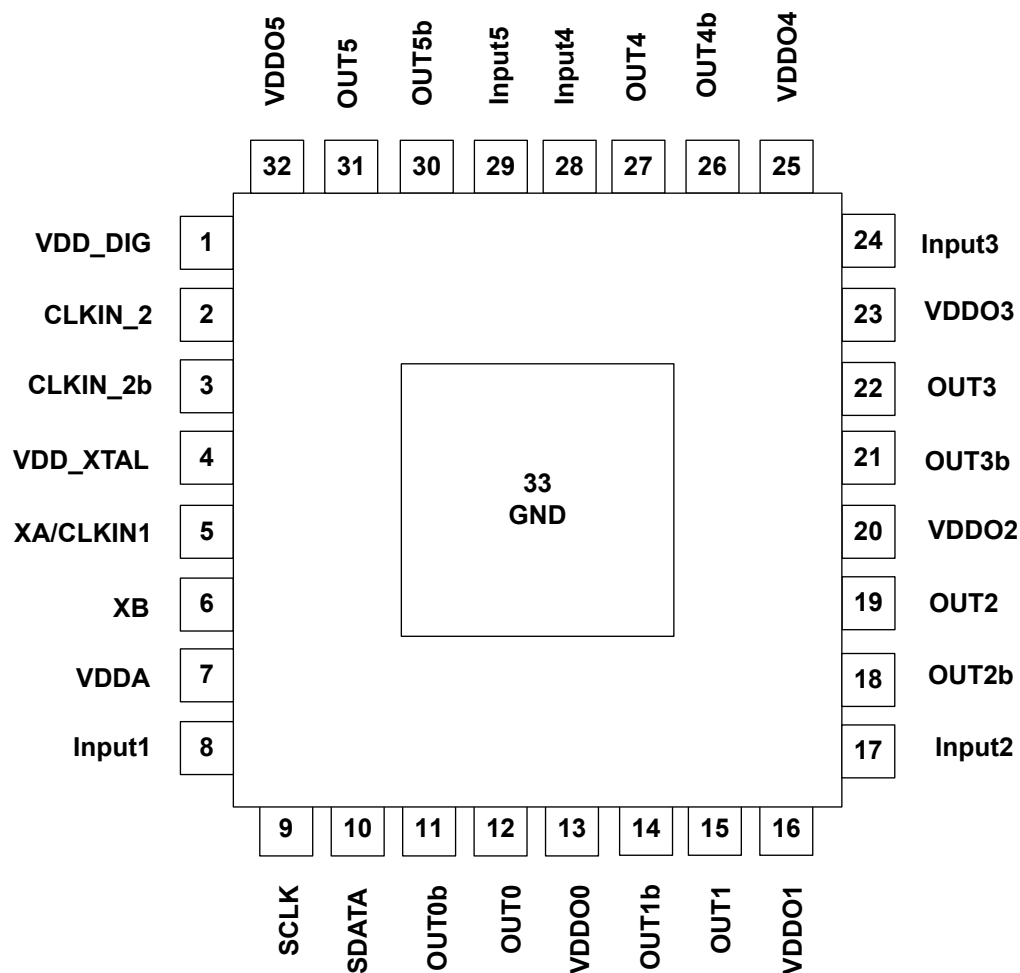 VDDO5
OUT5
OUT5b
Input5
Input4
OUT4
OUT4b
VDDO4
32
31
30
29
28
27
26
25
VDD_DIG 1
CLKIN_2 2
CLKIN_2b 3
VDD_XTAL 4
XA/CLKIN1 5
XB 6
VDDA 7
Input1 8
33
GND
24 Input3
23 VDDO3
22 OUT3
21 OUT3b
20 VDDO2
19 OUT2
18 OUT2b
17 Input2
9
10
11
12
13
14
15
16
SCLK
SDATA
OUT0b
OUT0
VDDO0
OUT1b
OUT1
VDDO1